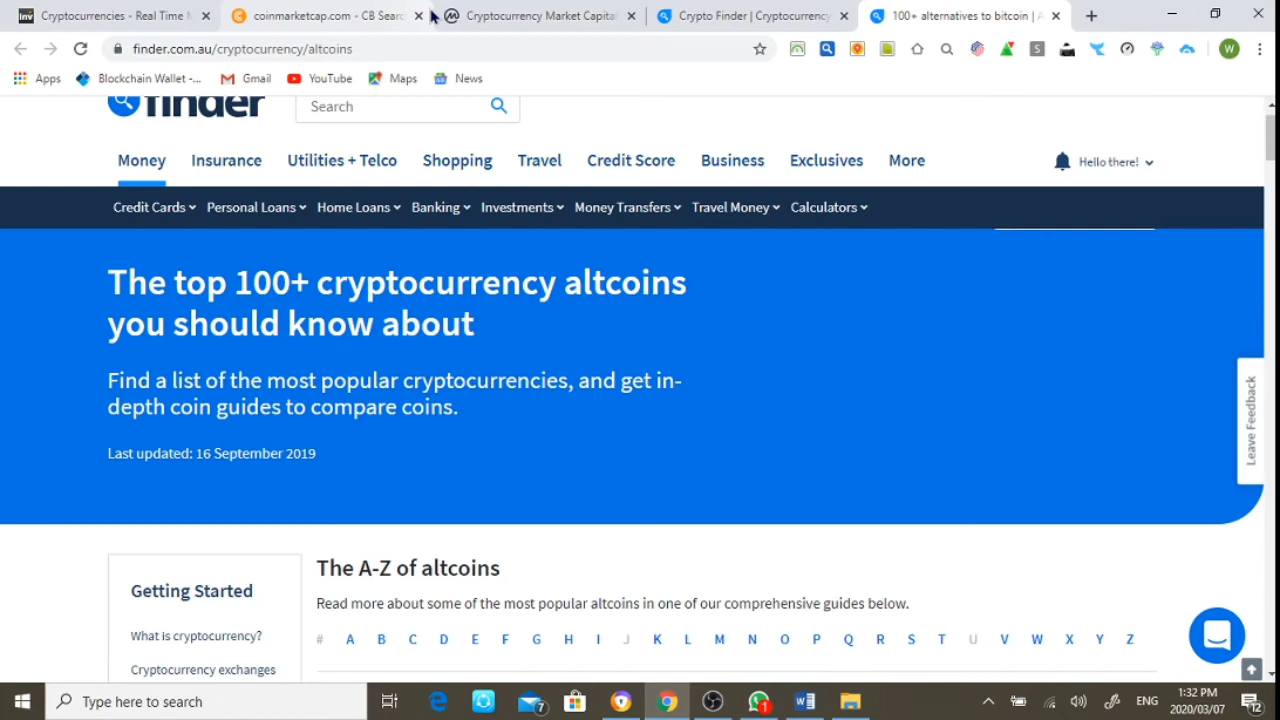 Cryptocurrencies - Real Time M
coinmarketcap.com - CB Searc
Cryptocurrency Market Capital
Crypto Finder | Cryptocurrency
100+ alternatives to bitcoin | A
finder.com.au/cryptocurrency/altcoins
W
Apps
Blockchain Wallet -...
Gmail
YouTube
Maps
News
finder
Search
Money Insurance Utilities + Telco Shopping Travel Credit Score Business Exclusives More
Hello there!
Credit Cards Personal Loans Home Loans Banking Investments Money Transfers Travel Money Calculators
The top 100+ cryptocurrency altcoins
you should know about
Find a list of the most popular cryptocurrencies, and get in-
depth coin guides to compare coins.
Last updated: 16 September 2019
Leave Feedback
Getting Started
What is cryptocurrency?
Cryptocurrency exchanges
The A-Z of altcoins
Read more about some of the most popular altcoins in one of our comprehensive guides below.
# A B C D E F G H I J K L M N O P Q R S T U V W X Y Z
Type here to search
7
1
ENG
1:32 PM
2020/03/07
12